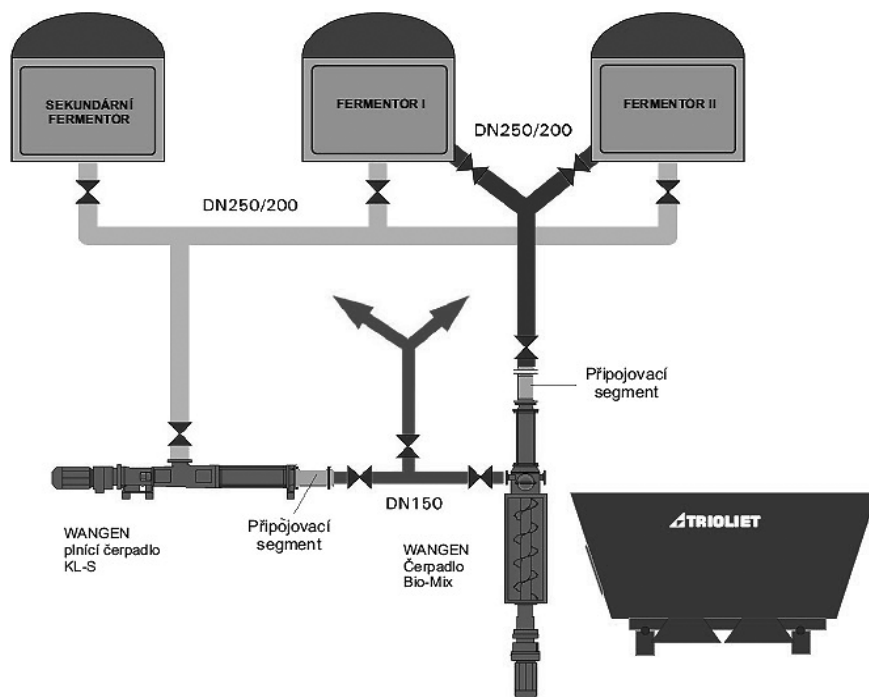 SEKUNDÁRNÍ
FERMENTOR
FERMENTOR I
FERMENTOR II
DN250/200
DN250/200
Připojovací
segment
TRIOLIET
DN150
Připojovací
segment
WANGEN
plnící čerpadlo
KL-S
WANGEN
Čerpadlo
Bio-Mix